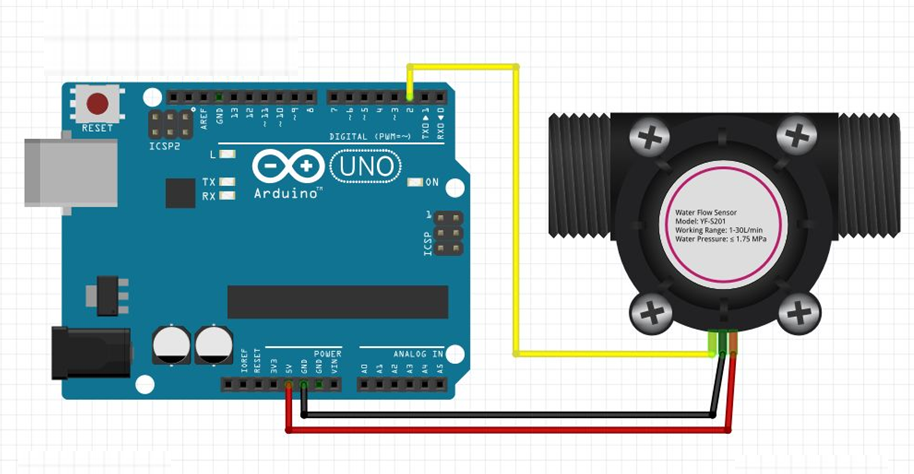 RESET
ICSP2
AREF
GND
13
12
~11
~10
~9
8
7
~6
~5
4
~3
2
TX0▶1
RX0◀0
DIGITAL (PWM=~)
L
TX
RX
UNO
Arduino™
ON
1
ICSP
Water Flow Sensor
Model: YF-S201
Working Range: 1-30L/min
Water Pressure: ≤ 1.75 MPa
POWER
ANALOG IN
IOREF
RESET
3V3
5V
GND
GND
VIN
A0
A1
A2
A3
A4
A5